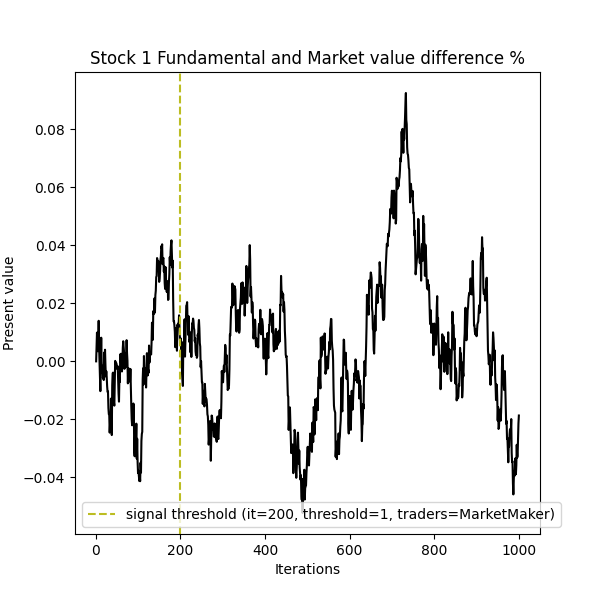 Stock 1 Fundamental and Market value difference %
Present value
0.08
0.06
0.04
0.02
0.00
−0.02
−0.04
signal threshold (it=200, threshold=1, traders=MarketMaker)
0 200 400 600 800 1000
Iterations